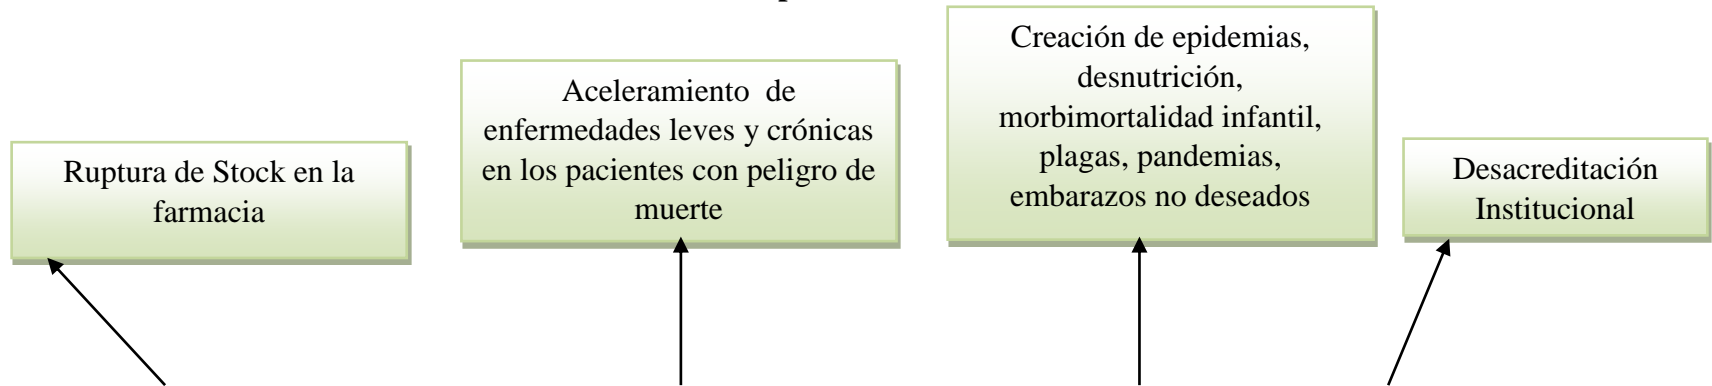 Ruptura de Stock en la
farmacia
Aceleramiento de
enfermedades leves y crónicas
en los pacientes con peligro de
muerte
Creación de epidemias,
desnutrición,
morbimortalidad infantil,
plagas, pandemias,
embarazos no deseados
Desacreditación
Institucional